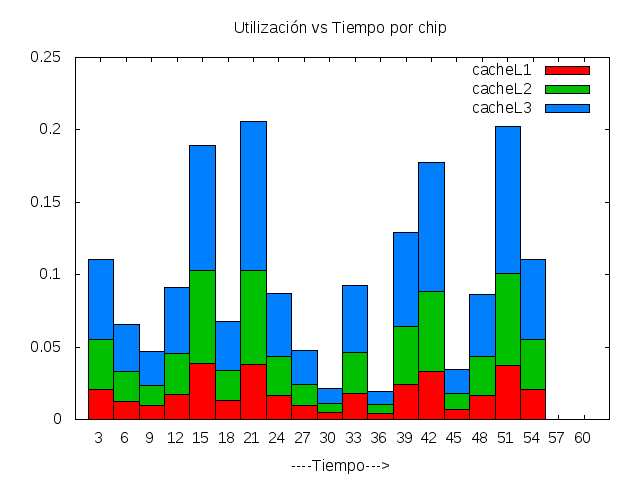 Utilización vs Tiempo por chip
0.25
cacheL1
cacheL2
cacheL3
0.2
0.15
0.1
0.05
0
3 6 9 12 15 18 21 24 27 30 33 36 39 42 45 48 51 54 57 60
----Tiempo--->